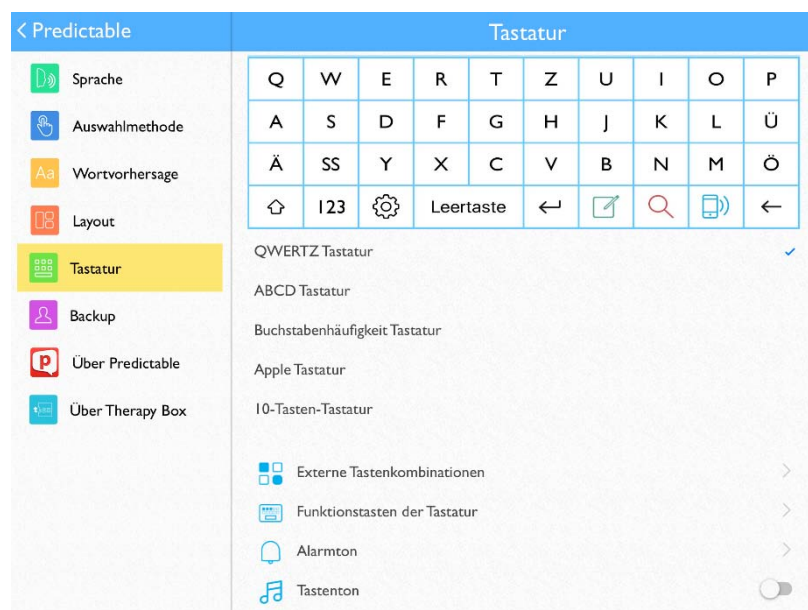 < Predictable
Tastatur
Sprache
Auswahlmethode
Aa
Wortvorhersage
Layout
Tastatur
Backup
Über Predictable
Über Therapy Box
Q W E R T Z U I O P
A S D F G H J K L Ü
Ä SS Y X C V B N M Ö
123 Leertaste
QWERTZ Tastatur
ABCD Tastatur
Buchstabenhäufigkeit Tastatur
Apple Tastatur
10-Tasten-Tastatur
Externe Tastenkombinationen
Funktionstasten der Tastatur
Alarmton
Tastenton